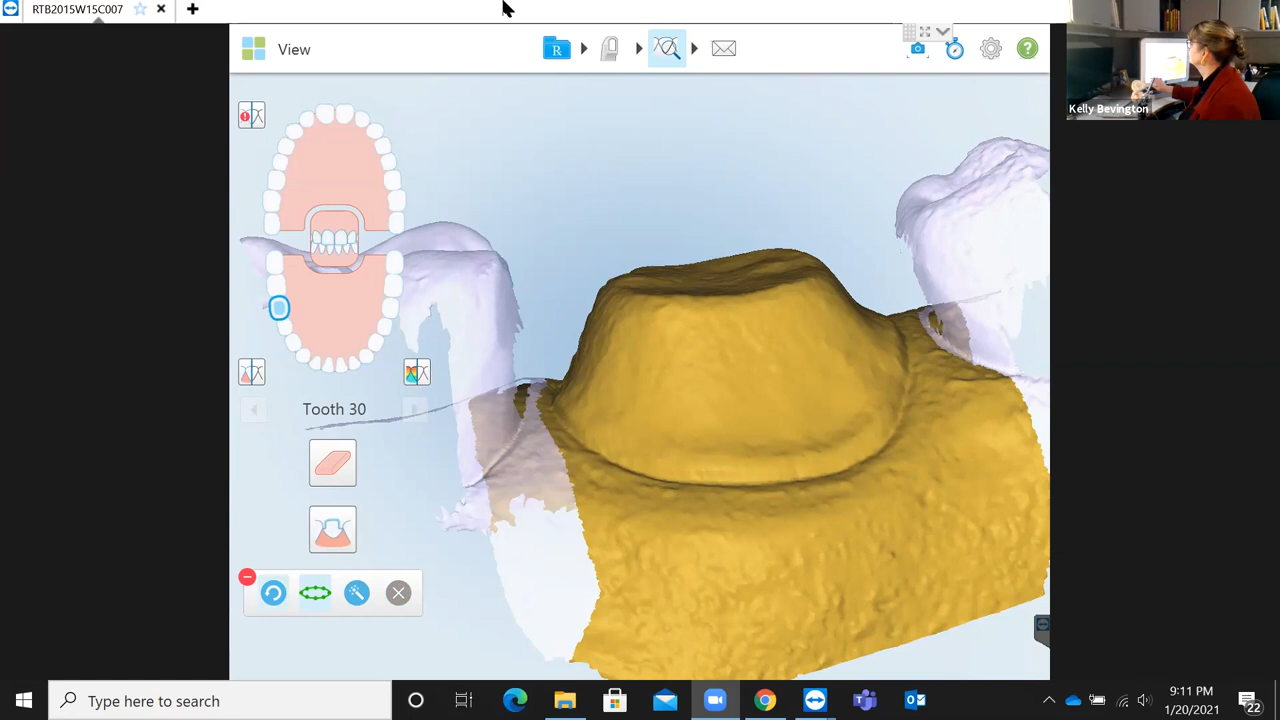 RTB2015W15C007
View
R
?
Kelly Bevington
Tooth 30
Type here to search
9:11 PM
1/20/2021
22